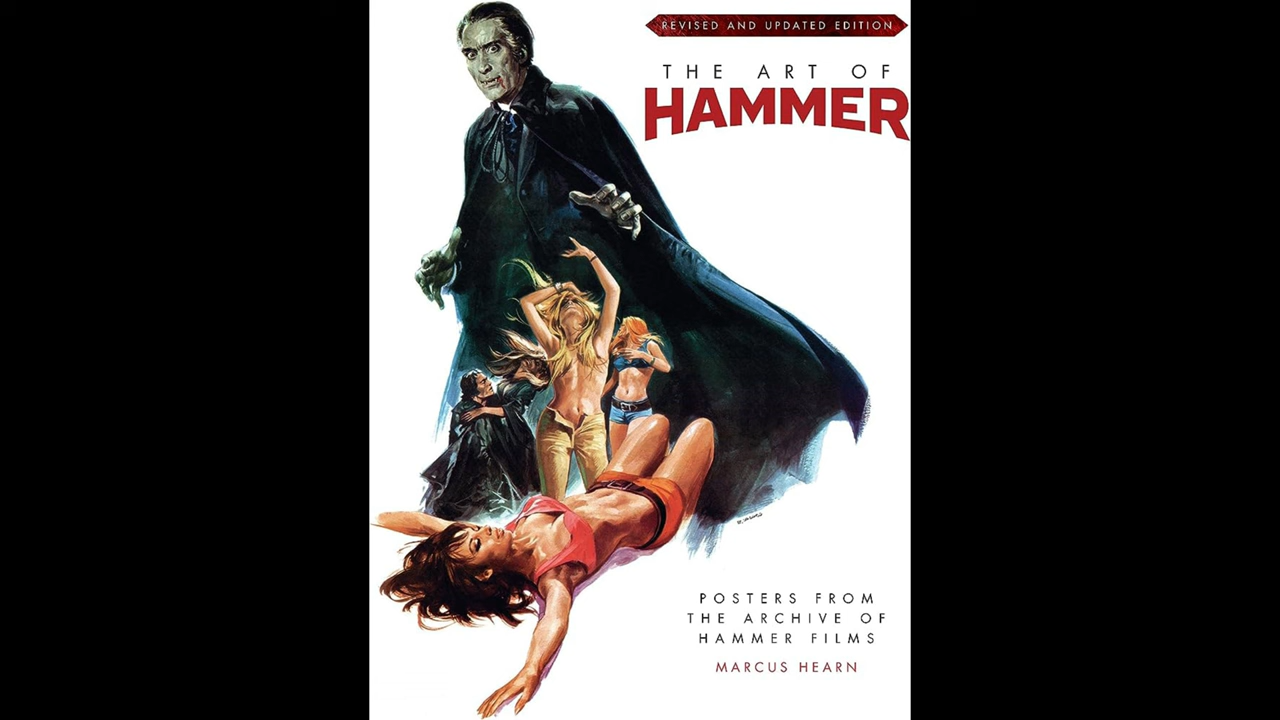 REVISED AND UPDATED EDITION
THE ART OF
HAMMER
POSTERS FROM
THE ARCHIVE OF
HAMMER FILMS
MARCUS HEARN